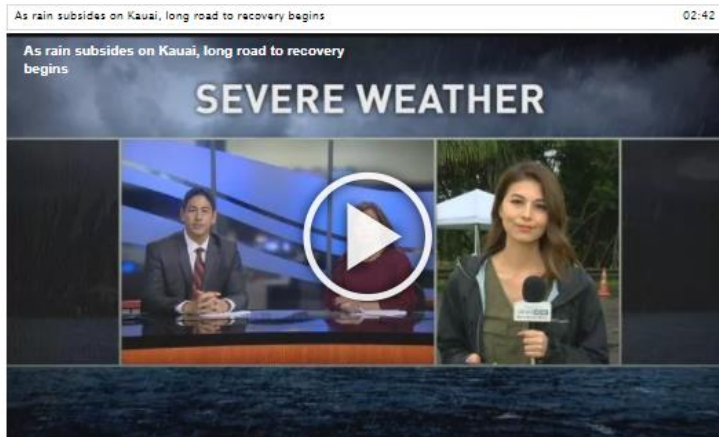 As rain subsides on Kauai, long road to recovery begins 02:42
As rain subsides on Kauai, long road to recovery
begins
SEVERE WEATHER